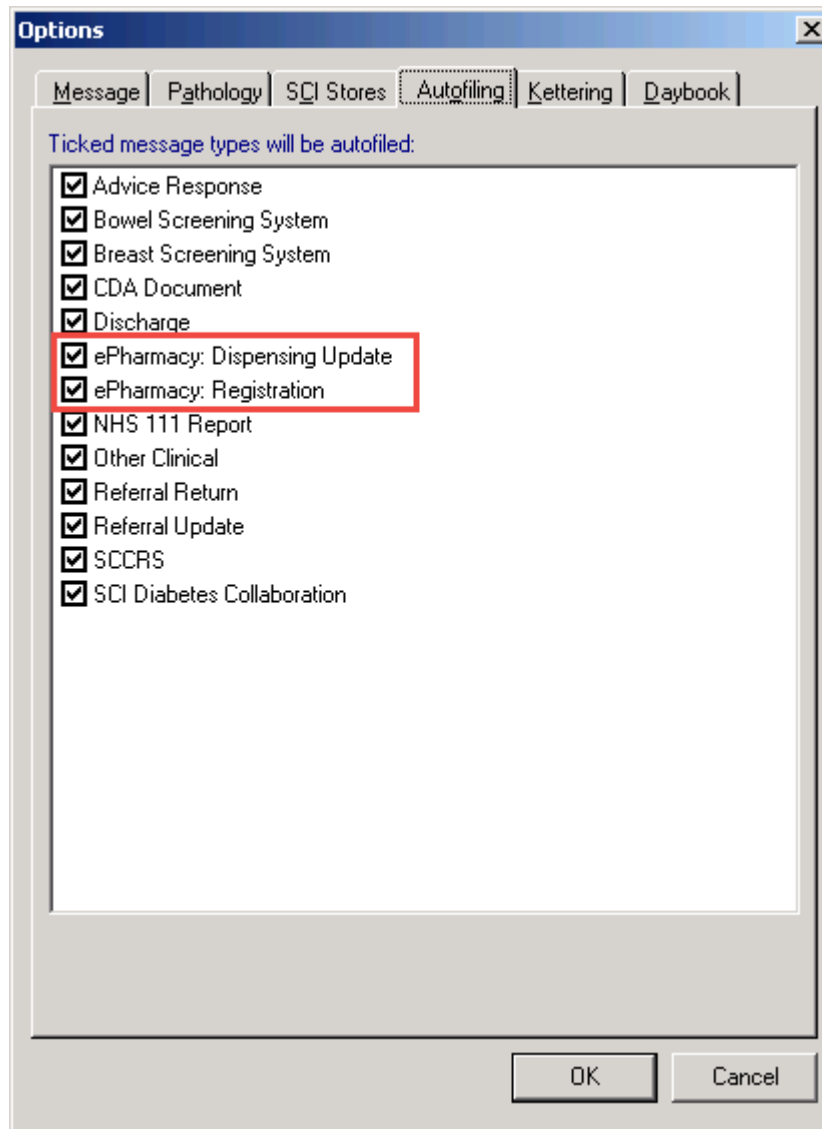 Options
Message Pathology SCI Stores Autofiling Kettering Daybook
Ticked message types will be autofiled:
Advice Response
Bowel Screening System
Breast Screening System
CDA Document
Discharge
ePharmacy: Dispensing Update
ePharmacy: Registration
NHS 111 Report
Other Clinical
Referral Return
Referral Update
SCCRS
SCI Diabetes Collaboration
OK Cancel